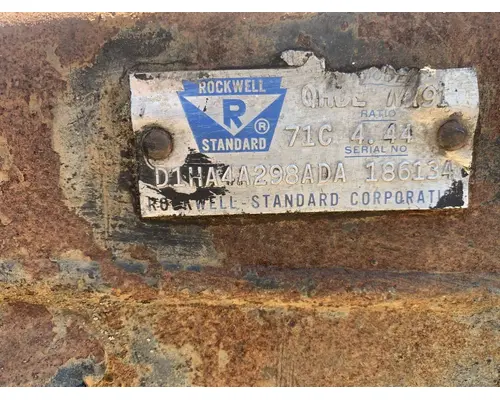 ROCKWELL
R ®
STANDARD
RATIO
71C 4.44
SERIAL NO
D1HA4A298ADA 186134
ROCKWELL-STANDARD CORPORATI